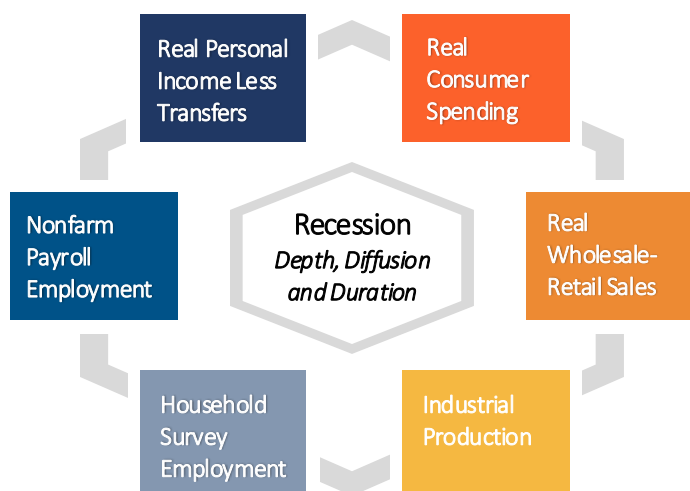 Real Personal
Income Less
Transfers
Real
Consumer
Spending
Nonfarm
Payroll
Employment
Recession
Depth, Diffusion
and Duration
Real
Wholesale-
Retail Sales
Household
Survey
Employment
Industrial
Production